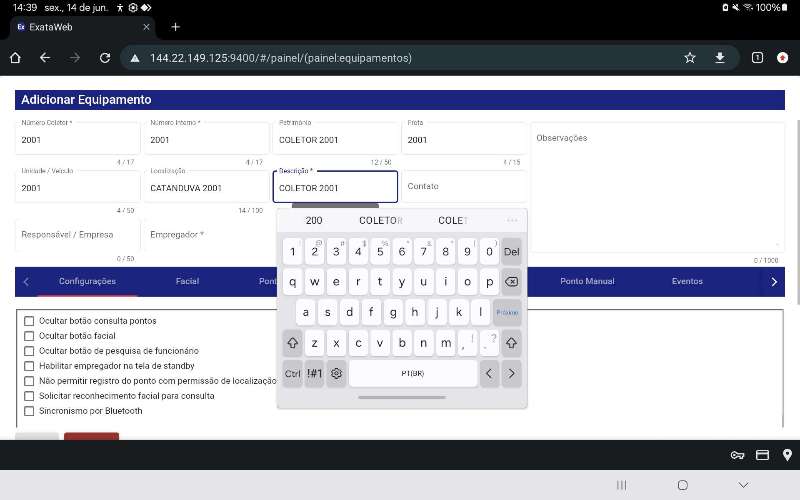 14:39 sex., 14 de jun. 100%
Ex ExataWeb
144.22.149.125:9400/#/painel/(painel:equipamentos) 1
Adicionar Equipamento
Número Coletor * Número Interno * Patrimônio Frota
2001 2001 COLETOR 2001 2001 Observações
4 / 17 4 / 17 12 / 50 4 / 15
Unidade / Veículo Localização Descrição *
2001 CATANDUVA 2001 COLETOR 2001 Contato
4 / 50 14 / 100
200 COLETOR COLET ...
Responsável / Empresa Empregador *
0 / 50 0 / 1000
1 2 3 4 5 6 7 8 9 0 Del
Configurações Facial Pont Ponto Manual Eventos
q w e r t y u i o p
a s d f g h j k l Próximo
Ocultar botão consulta pontos
Ocultar botão facial
z x c v b n m , ! . ?
Ocultar botão de pesquisa de funcionário
Habilitar empregador na tela de standby
Ctrl !#1 PT(BR) < >
Não permitir registro do ponto com permissão de localização
Solicitar reconhecimento facial para consulta
Sincronismo por Bluetooth